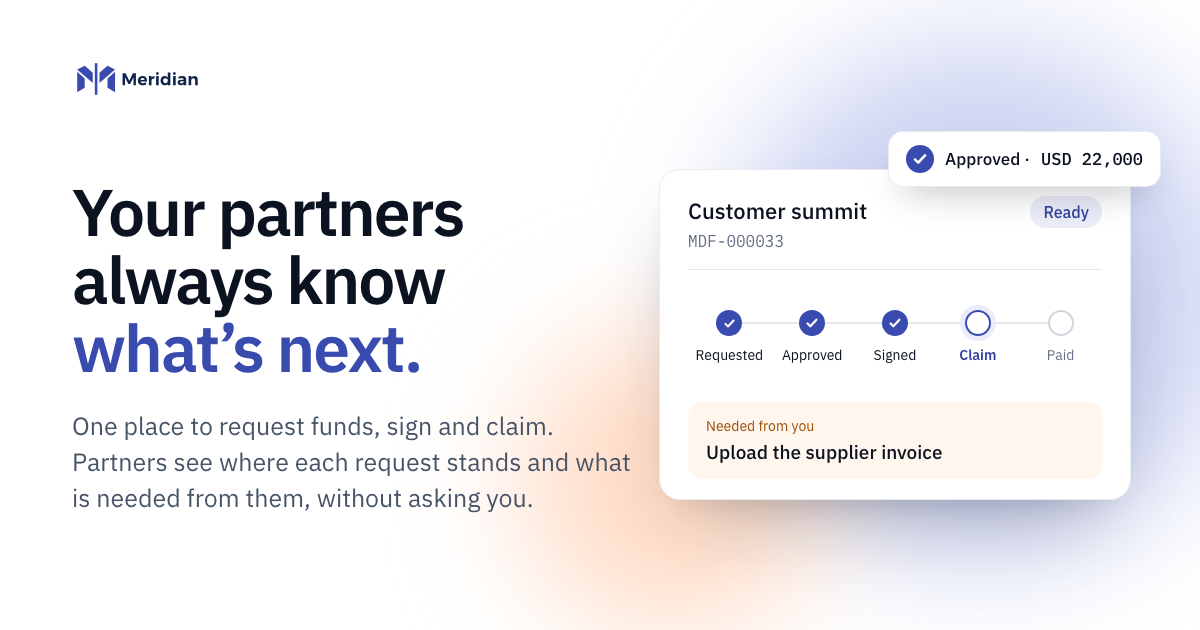 Meridian
Your partners
always know
what’s next.
One place to request funds, sign and claim.
Partners see where each request stands and what
is needed from them, without asking you.
Approved · USD 22,000
Customer summit
Ready
MDF-000033
Requested Approved Signed Claim Paid
Needed from you
Upload the supplier invoice